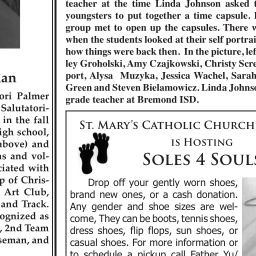 teacher at the time Linda Johnson asked t
youngsters to put together a time capsule.
group met to open up the capsules. There w
when the students looked at their self portrai
how things were back then. In the picture, lef
ley Groholski, Amy Czajkowski, Christy Scre
port, Alysa Muzyka, Jessica Wachel, Sarah
Green and Steven Bielamowicz. Linda Johnson
grade teacher at Bremond ISD.
an
ori Palmer
Salutatori-
in the fall
igh school,
above) and
us and vol-
ciated with
p of Chris-
Art Club,
and Track.
ognized as
, 2nd Team
seman, and
St. Mary's Catholic Church
is Hosting
Soles 4 Souls
Drop off your gently worn shoes,
brand new ones, or a cash donation.
Any gender and shoe sizes are wel-
come, They can be boots, tennis shoes,
dress shoes, flip flops, sun shoes, or
casual shoes. For more information or
to schedule a pickup call Father Yu/